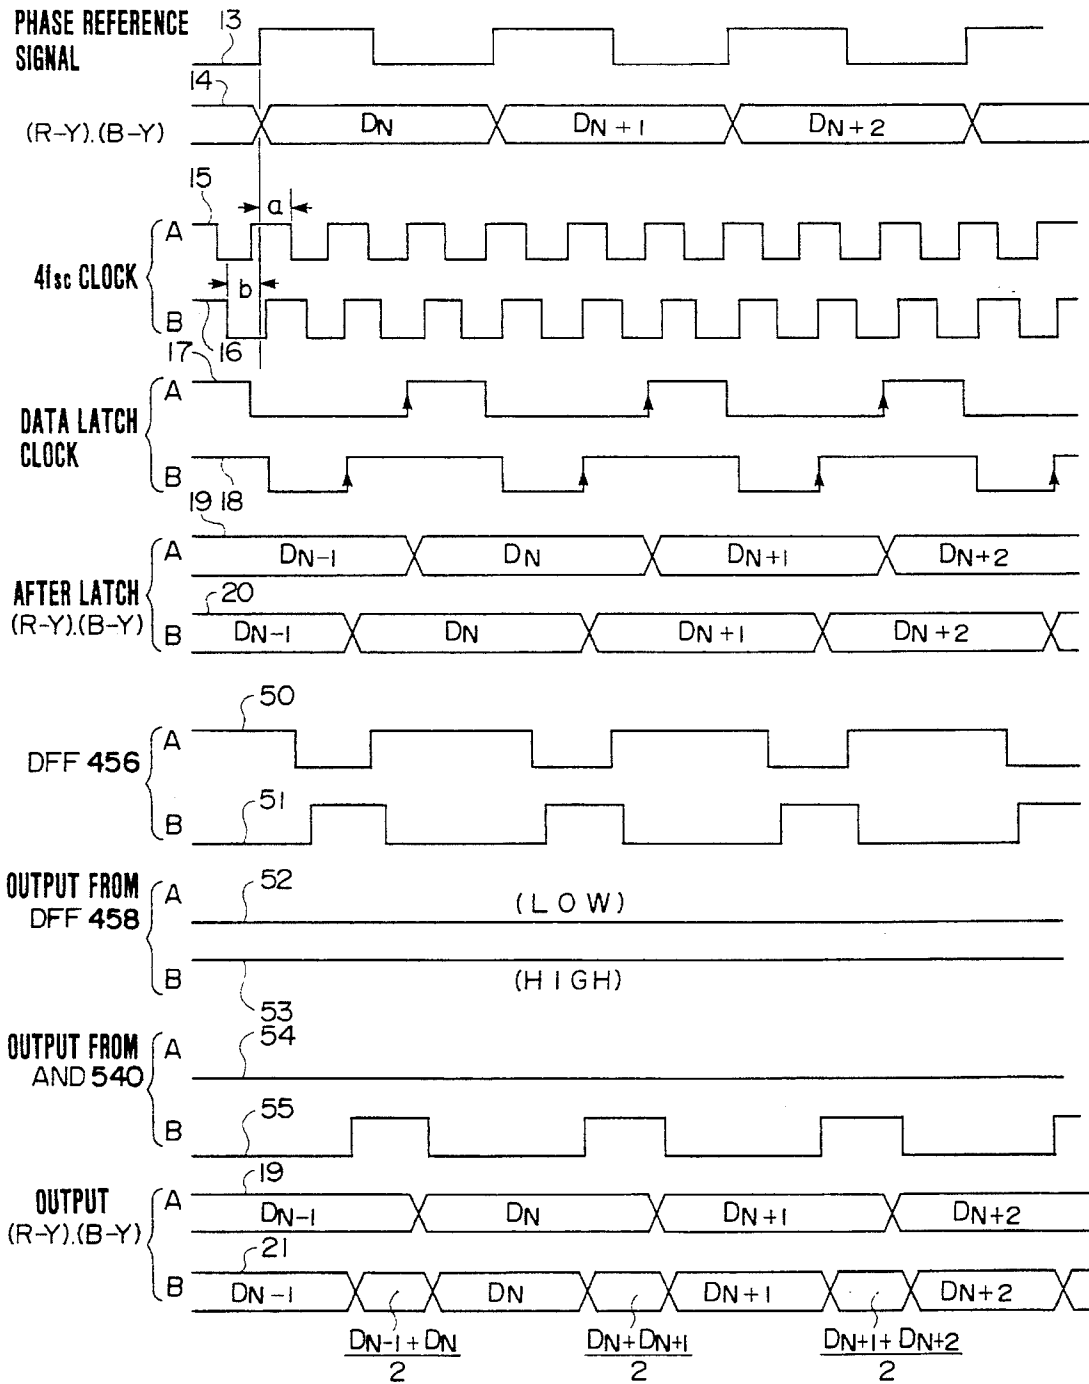 PHASE REFERENCE
SIGNAL
13
14
(R-Y).(B-Y)
DN
DN+1
DN+2
15
a
A
4fsc CLOCK
b
B
16
17
A
DATA LATCH
CLOCK
B
18
19
A
DN-1
DN
DN+1
DN+2
AFTER LATCH
(R-Y).(B-Y)
20
B
DN-1
DN
DN+1
DN+2
50
A
DFF 456
51
B
OUTPUT FROM
DFF 458
52
A
(LOW)
B
(HIGH)
53
OUTPUT FROM
AND 540
54
A
55
B
19
OUTPUT
(R-Y).(B-Y)
A
DN-1
DN
DN+1
DN+2
21
B
DN-1
DN
DN+1
DN+2
DN-1+DN
2
DN+DN+1
2
DN+1+DN+2
2